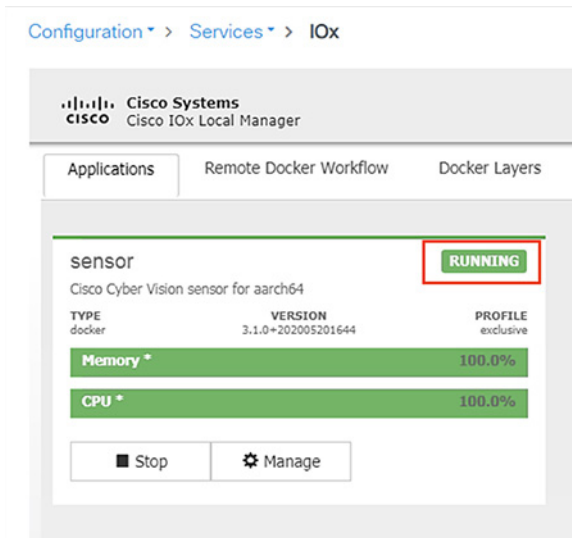 Configuration > Services > IOx
CISCO Cisco Systems
Cisco IOx Local Manager
Applications Remote Docker Workflow Docker Layers
sensor RUNNING
Cisco Cyber Vision sensor for aarch64
TYPE VERSION PROFILE
docker 3.1.0+202005201644 exclusive
Memory * 100.0%
CPU * 100.0%
Stop Manage